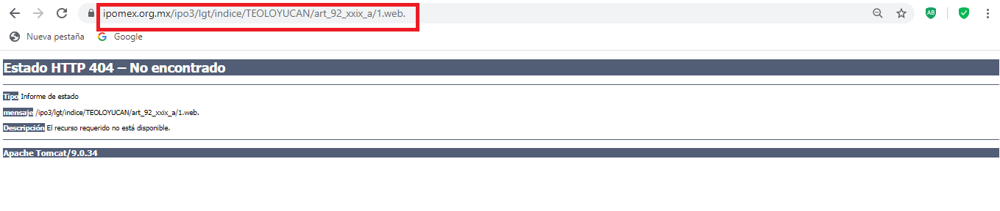 ipomex.org.mx/ipo3/lgt/indice/TEOLOYUCAN/art_92_xxix_a/1.web.
AB
Nueva pestaña Google
Estado HTTP 404 – No encontrado
Tipo Informe de estado
mensaje /ipo3/lgt/indice/TEOLOYUCAN/art_92_xxix_a/1.web.
Descripción El recurso requerido no está disponible.
Apache Tomcat/9.0.34